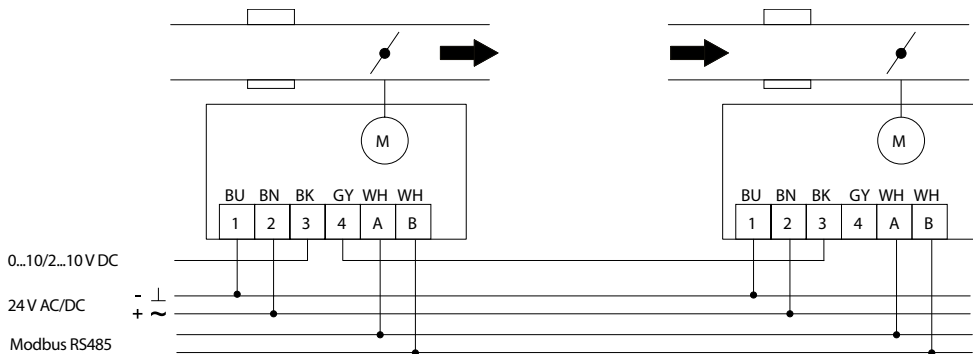 M M
BU BN BK GY WH WH BU BN BK GY WH WH
1 2 3 4 A B 1 2 3 4 A B
0...10/2...10 V DC
- ⊥
24 V AC/DC
+ ~
Modbus RS485